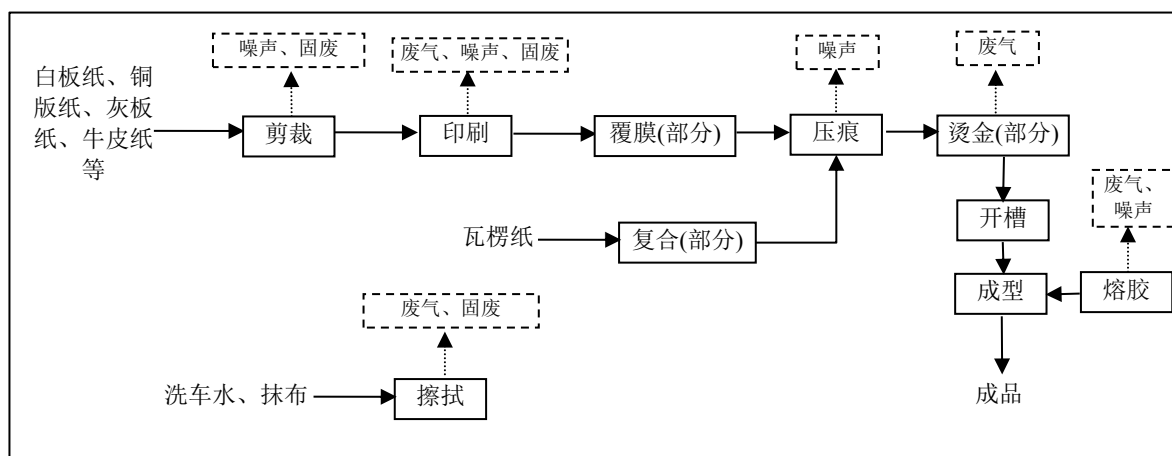 噪声、固废
废气、噪声、固废
噪声
废气
白板纸、铜
版纸、灰板
纸、牛皮纸
等
剪裁
印刷
覆膜(部分)
压痕
烫金(部分)
废气、
噪声
开槽
瓦楞纸
复合(部分)
成型
熔胶
废气、固废
洗车水、抹布
擦拭
成品